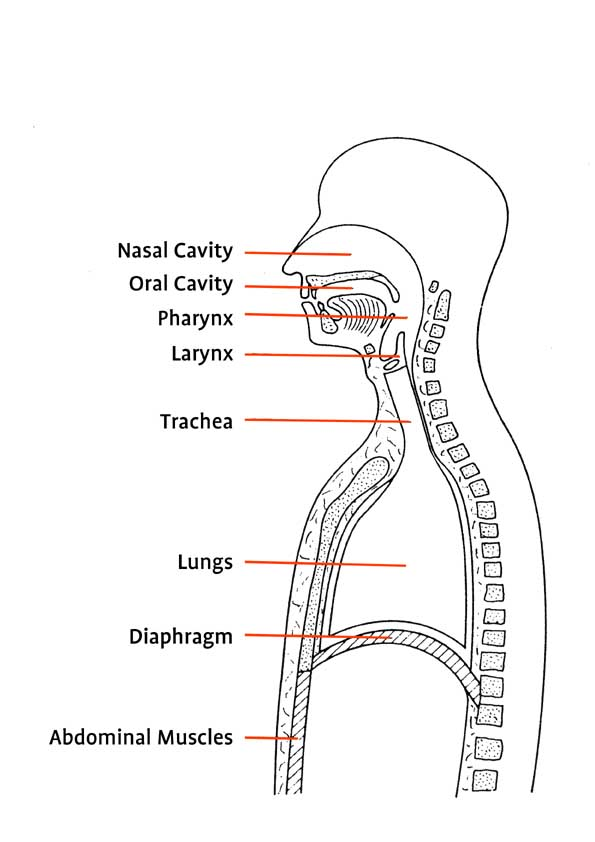 Nasal Cavity
Oral Cavity
Pharynx
Larynx
Trachea
Lungs
Diaphragm
Abdominal Muscles